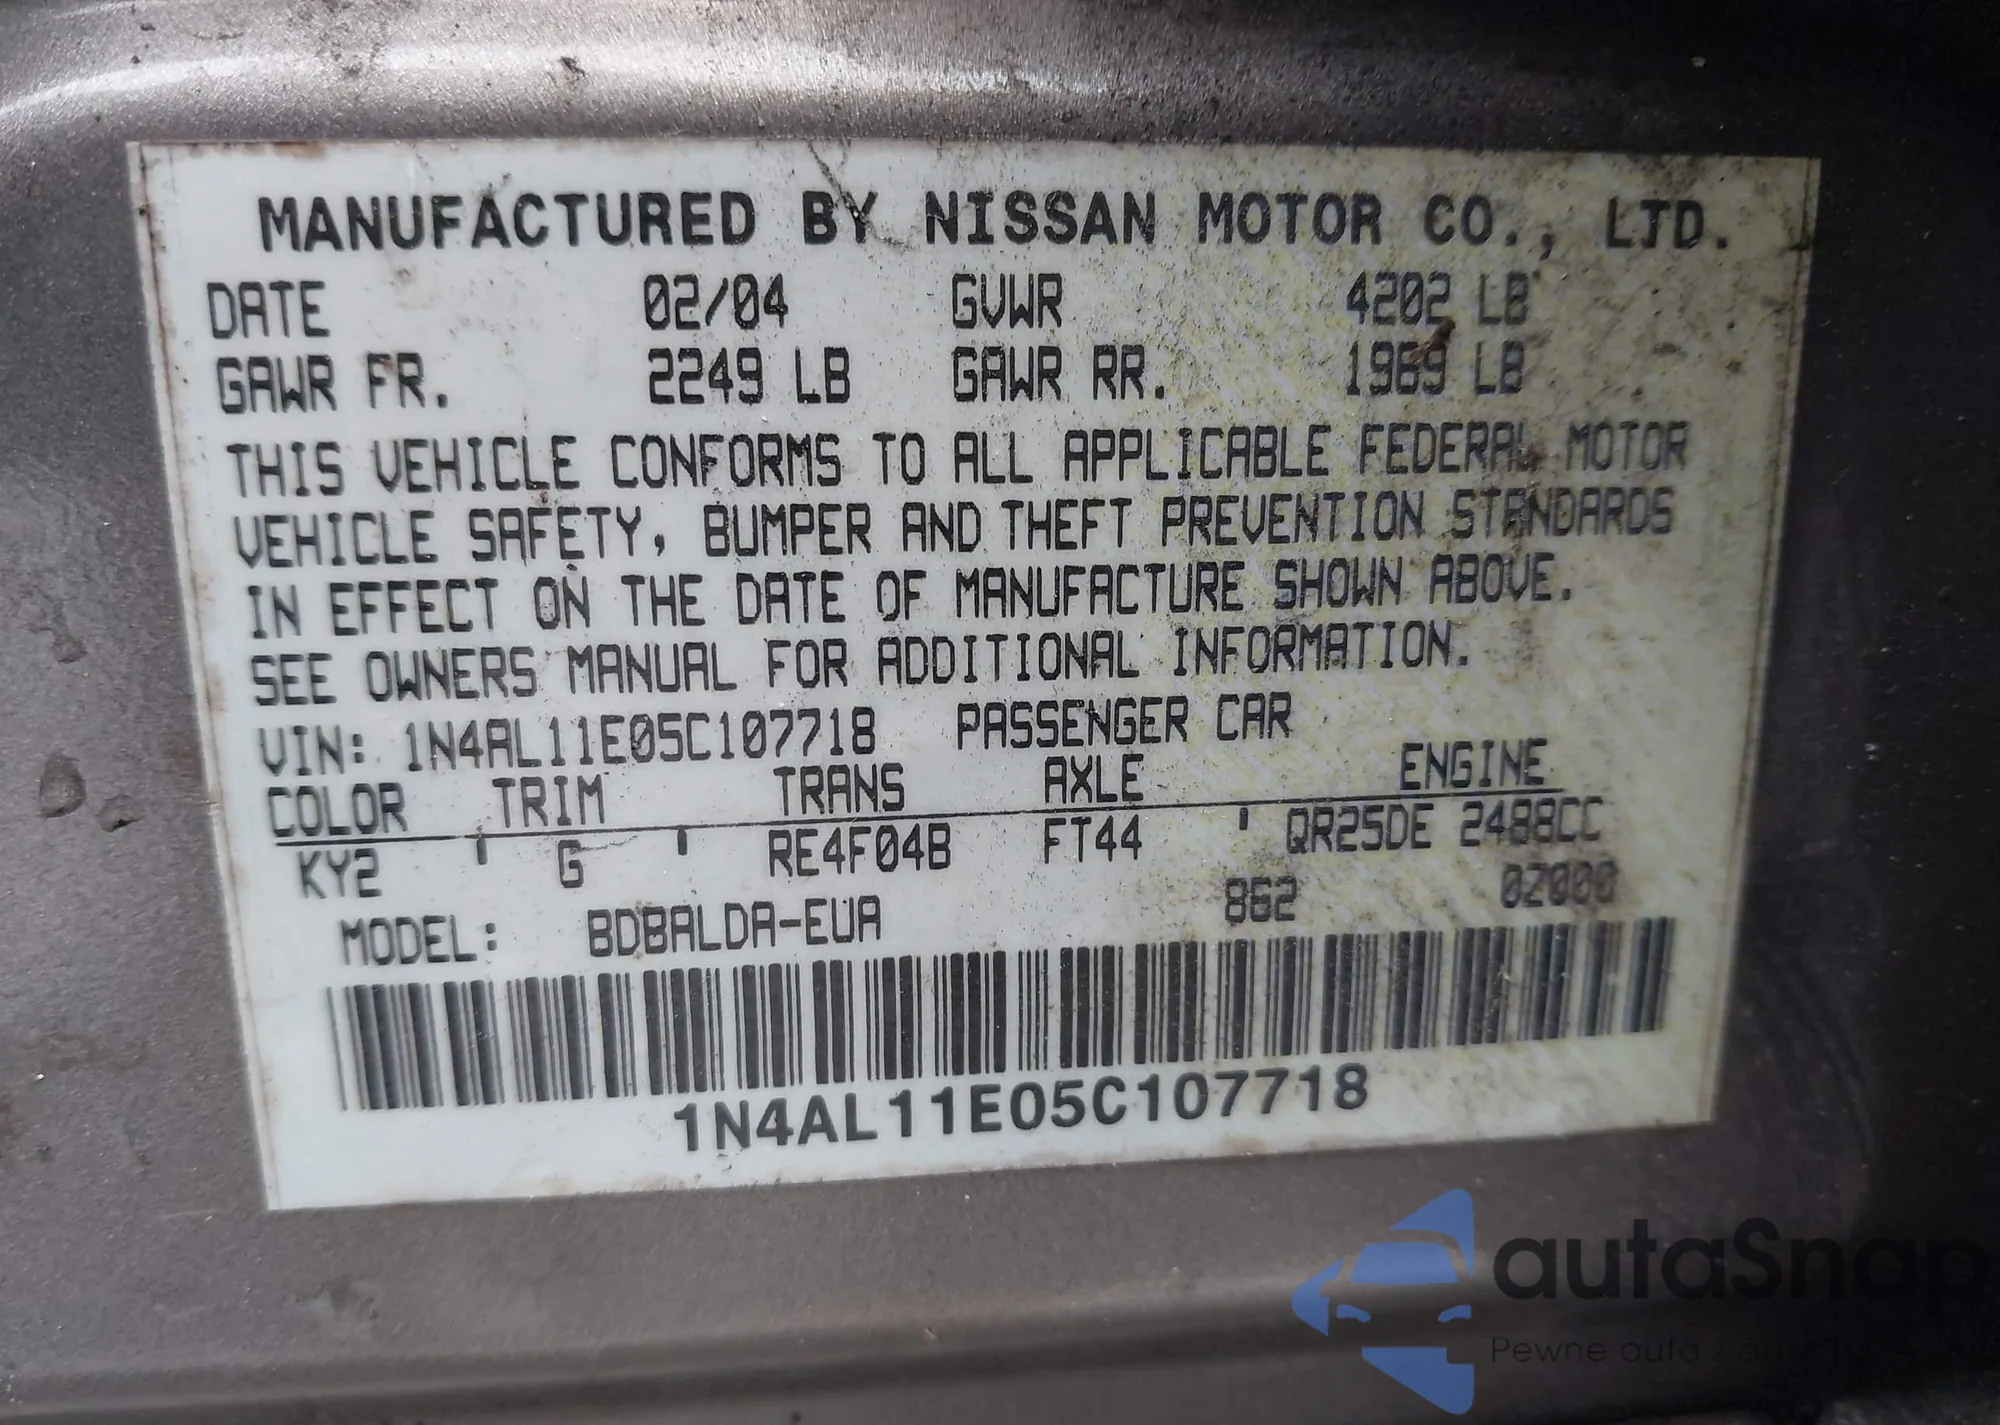 MANUFACTURED BY NISSAN MOTOR CO., LTD.
DATE 02/04 GVWR 4202 LB
GAWR FR. 2249 LB GAWR RR. 1969 LB
THIS VEHICLE CONFORMS TO ALL APPLICABLE FEDERAL MOTOR
VEHICLE SAFETY, BUMPER AND THEFT PREVENTION STANDARDS
IN EFFECT ON THE DATE OF MANUFACTURE SHOWN ABOVE.
SEE OWNERS MANUAL FOR ADDITIONAL INFORMATION.
VIN: 1N4AL11E05C107718 PASSENGER CAR
COLOR TRIM TRANS AXLE ENGINE
KY2 G RE4F04B FT44 QR25DE 2488CC
MODEL: BDBALDA-EUA 862 02000
1N4AL11E05C107718
autaSnap
Pewne auto z